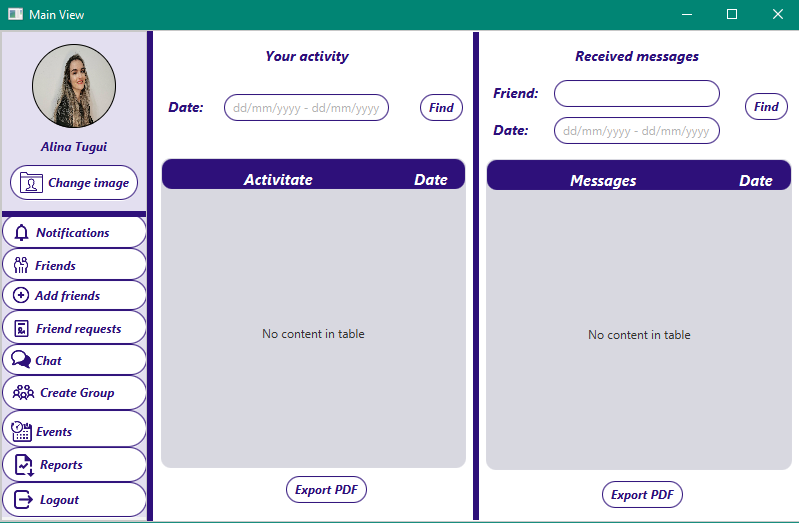 Main View
Alina Tugui
Change image
Notifications
Friends
Add friends
Friend requests
Chat
Create Group
Events
Reports
Logout
Your activity
Date:
dd/mm/yyyy - dd/mm/yyyy
Find
Activitate Date
No content in table
Export PDF
Received messages
Friend:
Date:
dd/mm/yyyy - dd/mm/yyyy
Find
Messages Date
No content in table
Export PDF